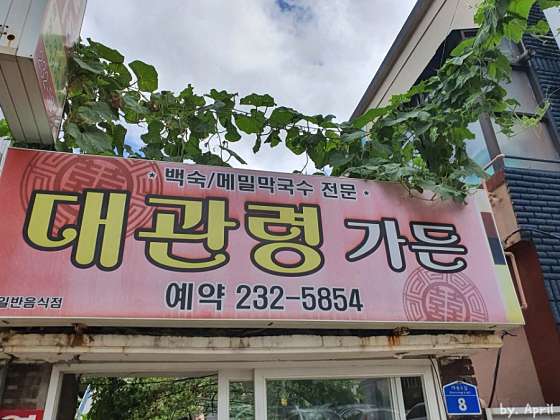 * 백숙/메밀막국수 전문 *
대관령 가든
일반음식점
예약 232-5854
8
by. April